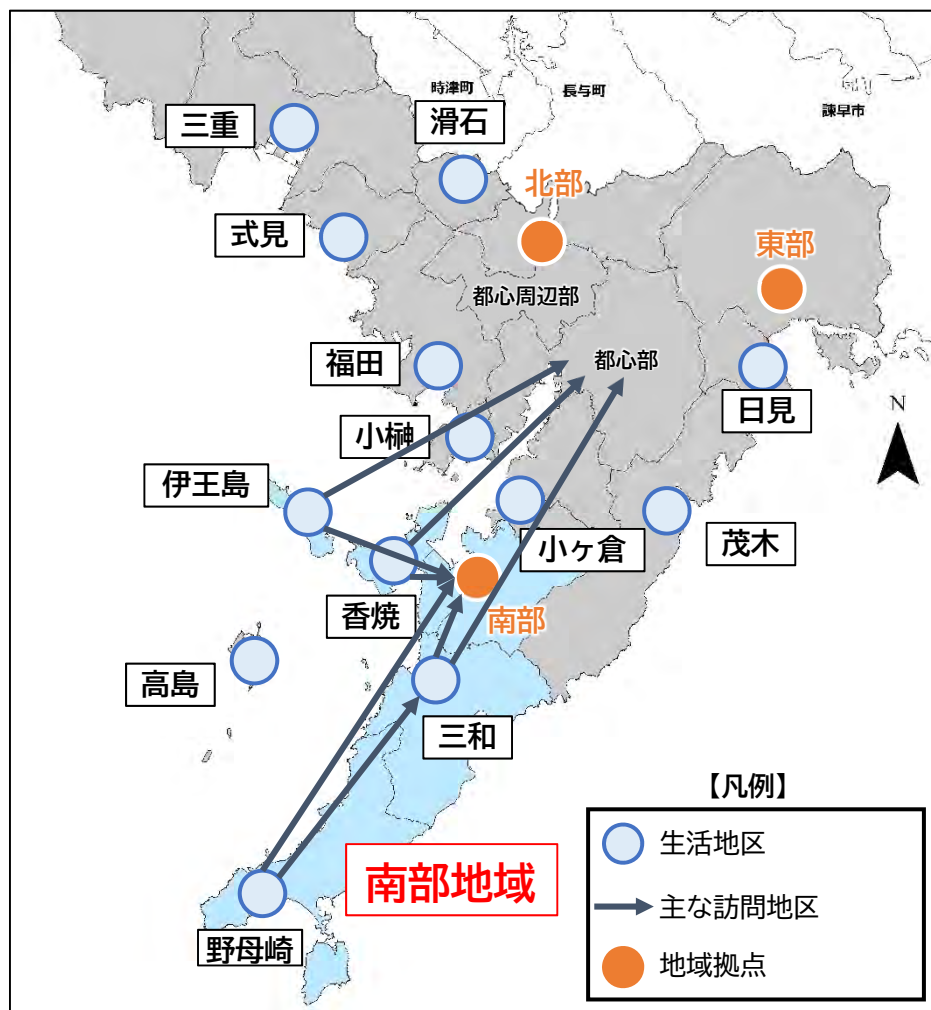 時津町
長与町
諫早市
三重
滑石
北部
式見
東部
都心周辺部
福田
都心部
日見
小榊
N
伊王島
小ヶ倉
茂木
香焼
南部
高島
三和
【凡例】
生活地区
南部地域
主な訪問地区
野母崎
地域拠点